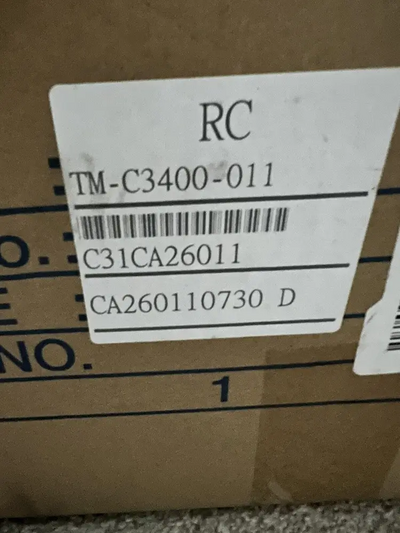 RC
TM-C3400-011
C31CA26011
CA260110730 D
O. :
E :
NO.
1